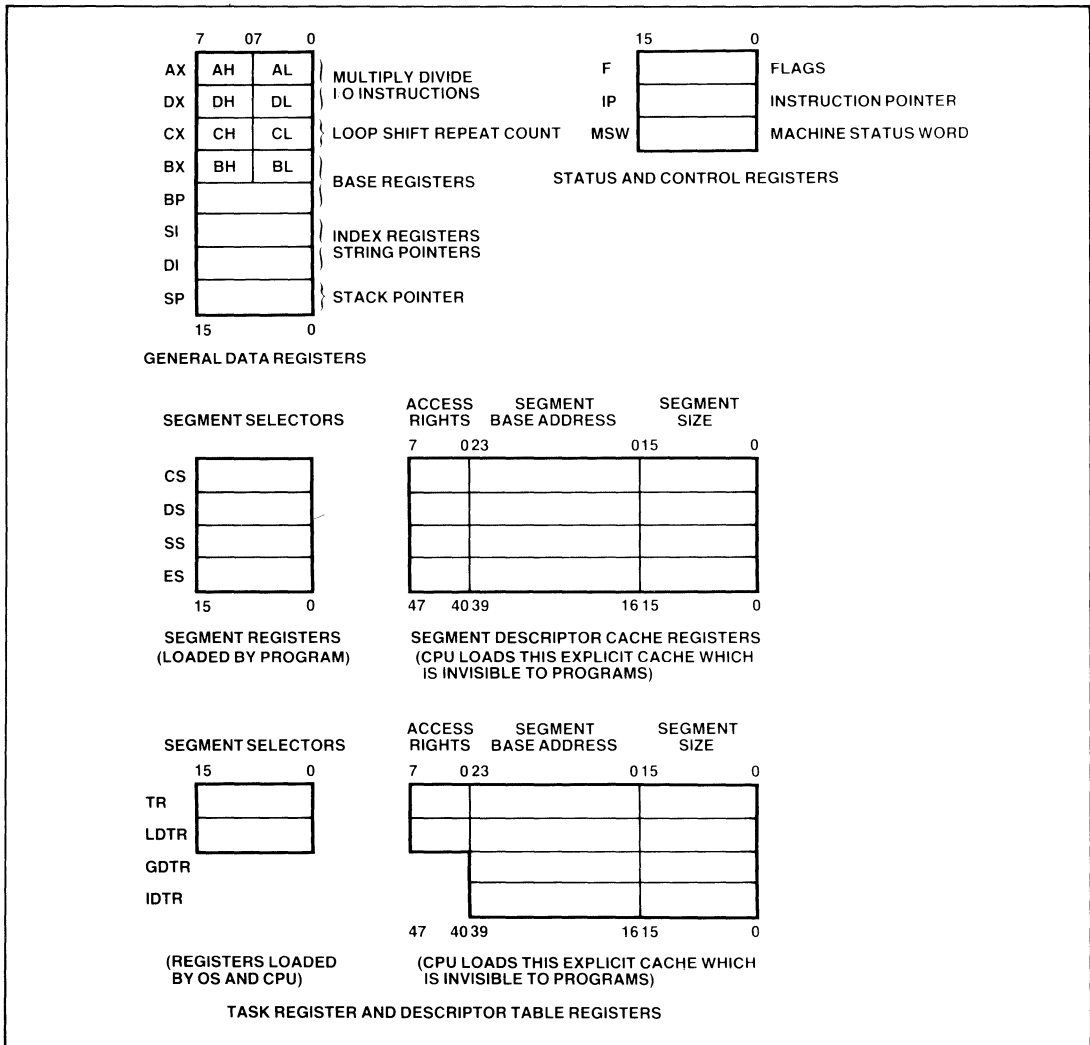 7 07 0
AX AH AL
DX DH DL
CX CH CL
BX BH BL
BP
SI
DI
SP
15 0
MULTIPLY DIVIDE
I O INSTRUCTIONS
LOOP SHIFT REPEAT COUNT
BASE REGISTERS
INDEX REGISTERS
STRING POINTERS
STACK POINTER
GENERAL DATA REGISTERS
15 0
F FLAGS
IP INSTRUCTION POINTER
MSW MACHINE STATUS WORD
STATUS AND CONTROL REGISTERS
SEGMENT SELECTORS
CS
DS
SS
ES
15 0
SEGMENT REGISTERS
(LOADED BY PROGRAM)
ACCESS SEGMENT SEGMENT
RIGHTS BASE ADDRESS SIZE
7 0 23 0 15 0
47 40 39 16 15 0
SEGMENT DESCRIPTOR CACHE REGISTERS
(CPU LOADS THIS EXPLICIT CACHE WHICH
IS INVISIBLE TO PROGRAMS)
SEGMENT SELECTORS
15 0
TR
LDTR
GDTR
IDTR
(REGISTERS LOADED
BY OS AND CPU)
ACCESS SEGMENT SEGMENT
RIGHTS BASE ADDRESS SIZE
7 0 23 0 15 0
47 40 39 16 15 0
(CPU LOADS THIS EXPLICIT CACHE WHICH
IS INVISIBLE TO PROGRAMS)
TASK REGISTER AND DESCRIPTOR TABLE REGISTERS